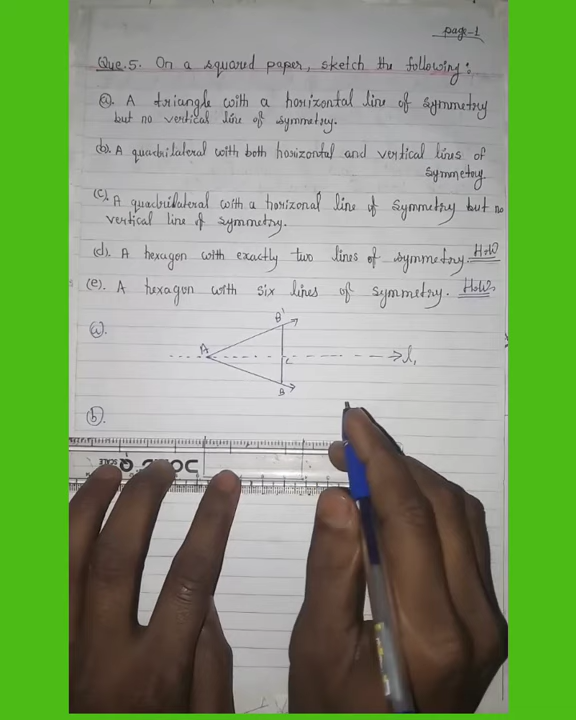 page-1
Que.5. On a squared paper, sketch the following:
(a). A triangle with a horizontal line of symmetry
but no vertical line of symmetry.
(b). A quadrilateral with both horizontal and vertical lines of
symmetry.
(c). A quadrilateral with a horizonal line of symmetry but no
vertical line of symmetry.
(d). A hexagon with exactly two lines of symmetry. H.W
(e). A hexagon with six lines of symmetry. H.W.
(a).
B'
A
C
l₁
B
(b).
SCALE